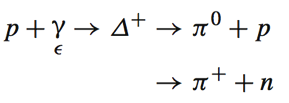 p + γ → Δ⁺ → π⁰ + p
ϵ
→ π⁺ + n